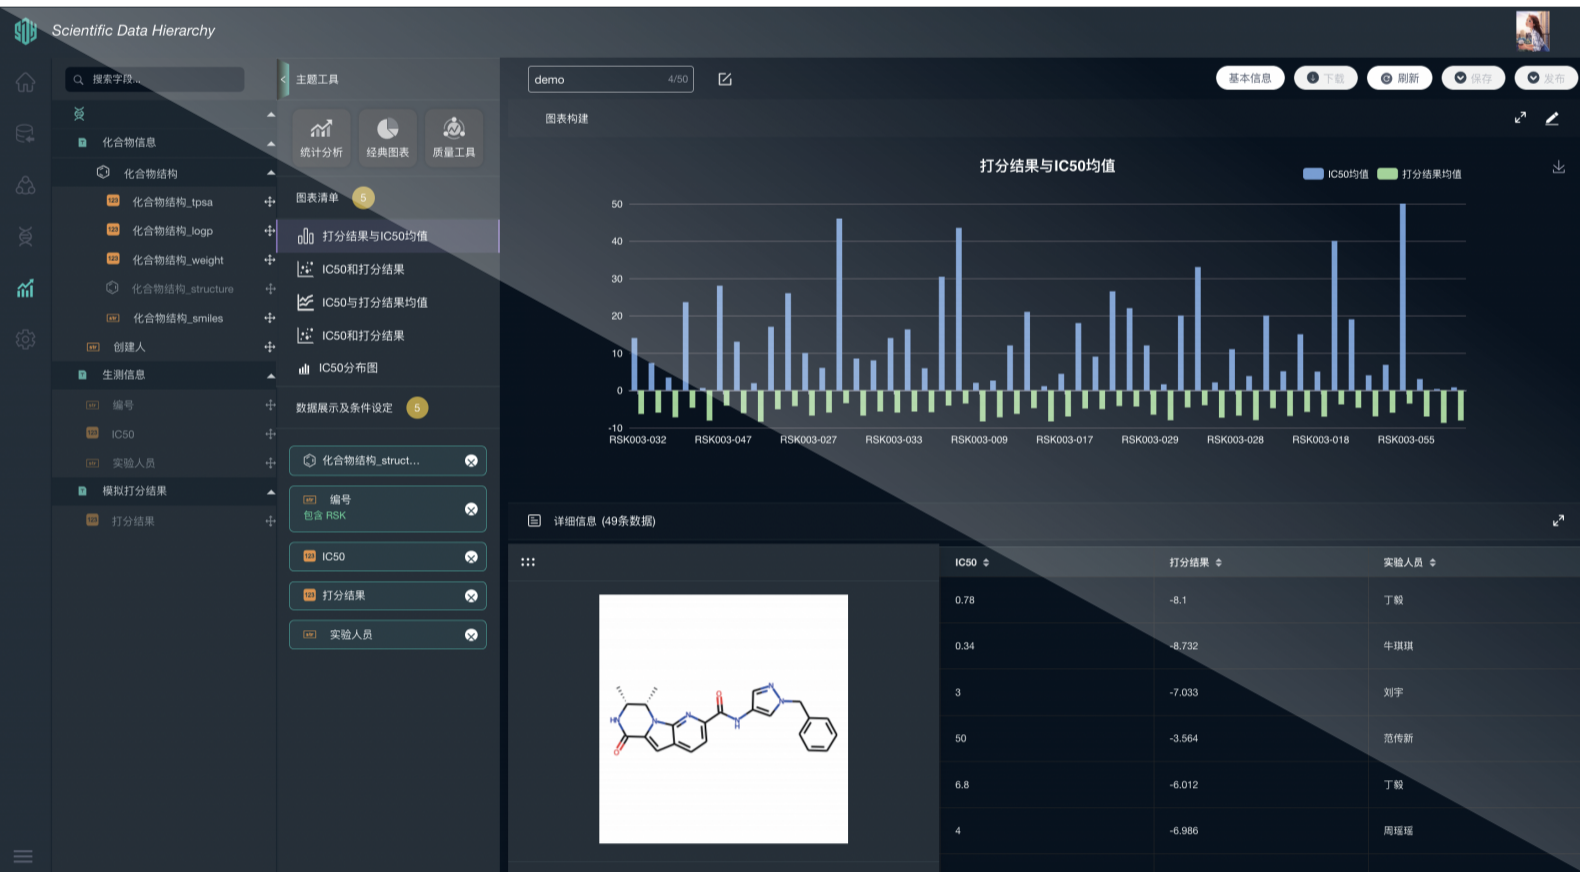 SDH
Scientific Data Hierarchy
搜索字段...
化合物信息
化合物结构
123 化合物结构_tpsa
123 化合物结构_logp
123 化合物结构_weight
化合物结构_structure
str 化合物结构_smiles
str 创建人
生测信息
str 编号
123 IC50
str 实验人员
模拟打分结果
123 打分结果
主题工具
统计分析 经典图表 质量工具
图表清单 5
打分结果与IC50均值
IC50和打分结果
IC50与打分结果均值
IC50和打分结果
IC50分布图
数据展示及条件设定 5
化合物结构_struct...
str 编号
包含 RSK
123 IC50
123 打分结果
str 实验人员
demo 4/50
基本信息 下载 刷新 保存 发布
图表构建
打分结果与IC50均值
IC50均值 打分结果均值
50
40
30
20
10
0
-10
RSK003-032 RSK003-047 RSK003-027 RSK003-033 RSK003-009 RSK003-017 RSK003-029 RSK003-028 RSK003-018 RSK003-055
详细信息 (49条数据)
IC50 打分结果 实验人员
0.78 -8.1 丁毅
0.34 -8.732 牛琪琪
3 -7.033 刘宇
50 -3.564 范传新
6.8 -6.012 丁毅
4 -6.986 周瑶瑶
HN N N O N H N N O